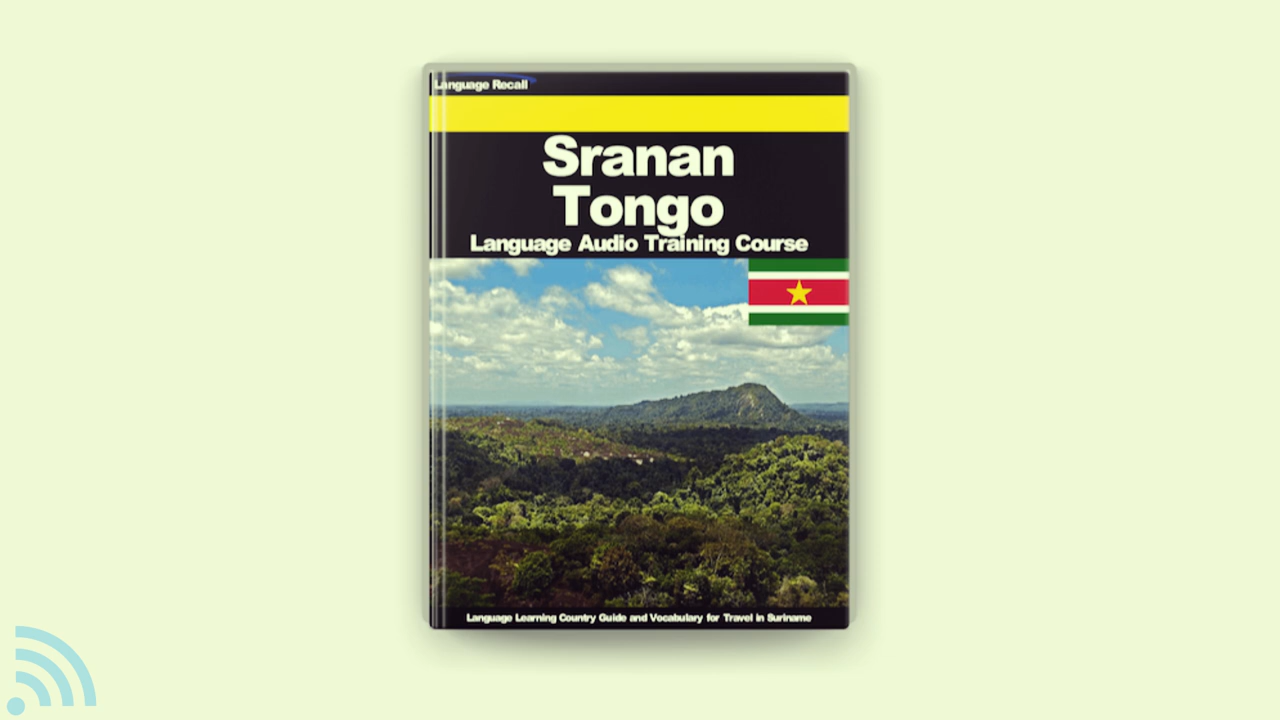 Language Recall
Sranan
Tongo
Language Audio Training Course
Language Learning Country Guide and Vocabulary for Travel in Suriname